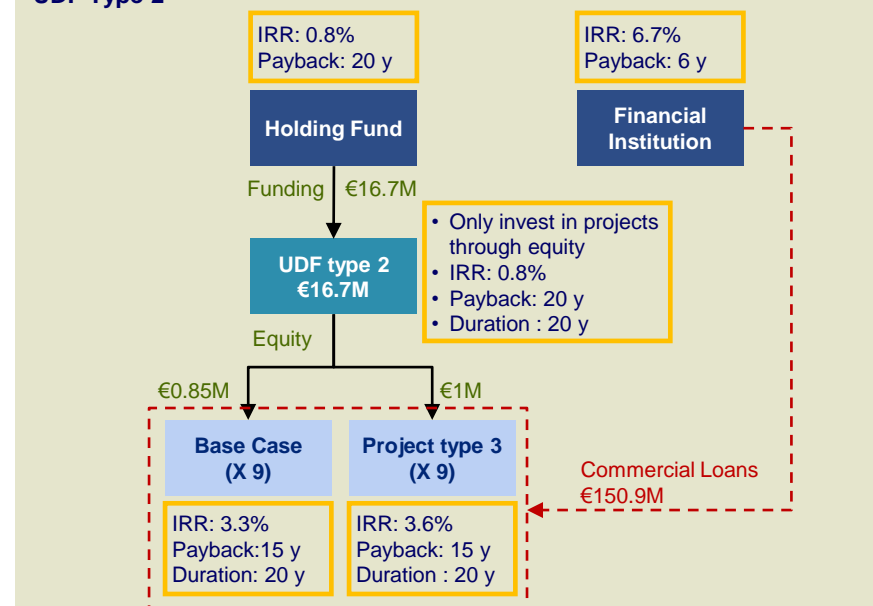 UDF Type 2
IRR: 0.8%
Payback: 20 y
IRR: 6.7%
Payback: 6 y
Holding Fund
Financial
Institution
Funding €16.7M
• Only invest in projects
through equity
• IRR: 0.8%
• Payback: 20 y
• Duration : 20 y
UDF type 2
€16.7M
Equity
€0.85M
€1M
Base Case
(X 9)
Project type 3
(X 9)
Commercial Loans
€150.9M
IRR: 3.3%
Payback:15 y
Duration: 20 y
IRR: 3.6%
Payback: 15 y
Duration : 20 y